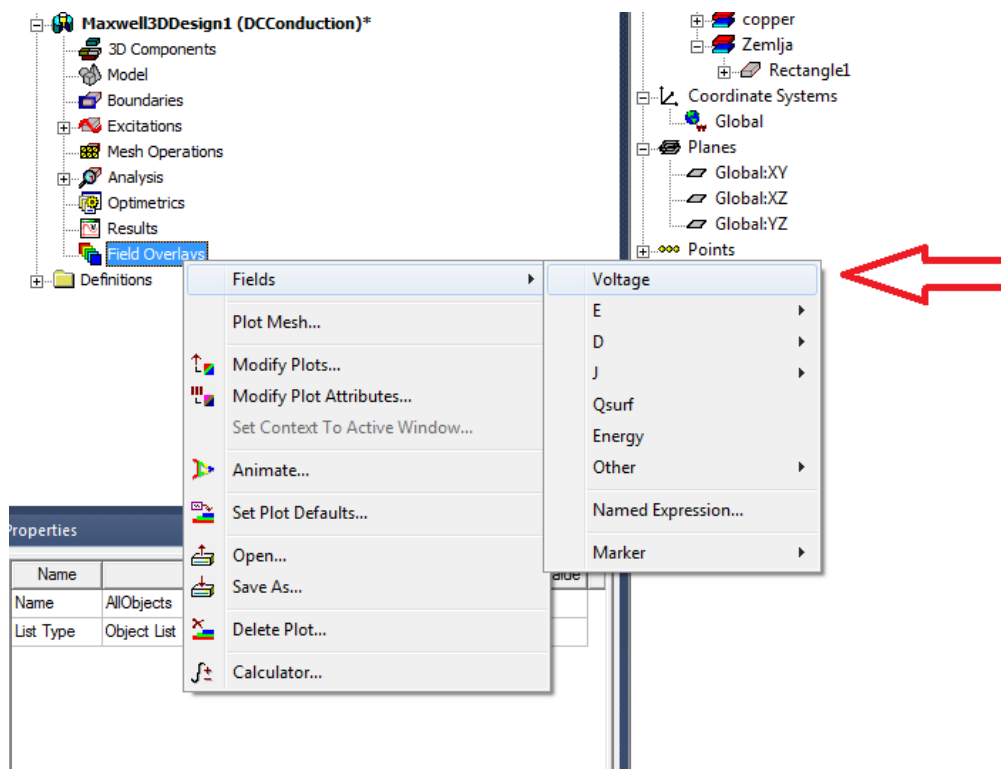 Maxwell3DDesign1 (DCConduction)*
3D Components
Model
Boundaries
Excitations
Mesh Operations
Analysis
Optimetrics
Results
Field Overlays
Definitions
copper
Zemlja
Rectangle1
Coordinate Systems
Global
Planes
Global:XY
Global:XZ
Global:YZ
Points
Fields
Plot Mesh...
Modify Plots...
Modify Plot Attributes...
Set Context To Active Window...
Animate...
Set Plot Defaults...
Open...
Save As...
Delete Plot...
Calculator...
Voltage
E
D
J
Qsurf
Energy
Other
Named Expression...
Marker
Properties
Name
Name AllObjects
List Type Object List